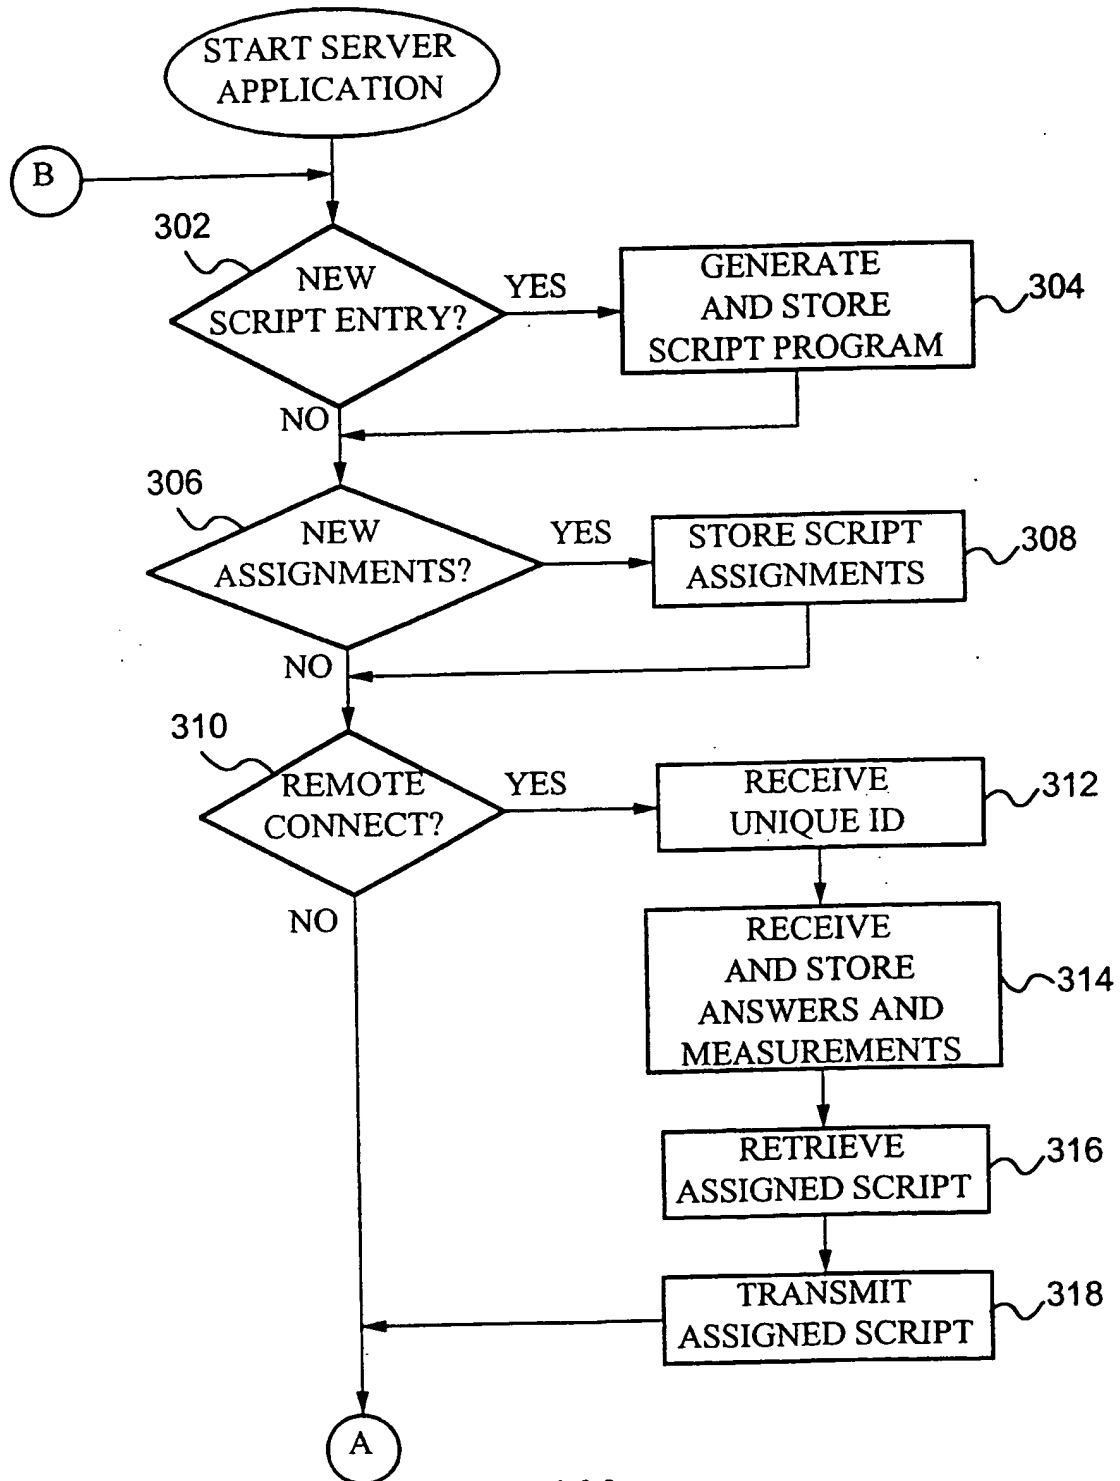 START SERVER
APPLICATION
B
302
NEW
SCRIPT ENTRY?
YES
GENERATE
AND STORE
SCRIPT PROGRAM
304
NO
306
NEW
ASSIGNMENTS?
YES
STORE SCRIPT
ASSIGNMENTS
308
NO
310
REMOTE
CONNECT?
YES
RECEIVE
UNIQUE ID
312
NO
RECEIVE
AND STORE
ANSWERS AND
MEASUREMENTS
314
RETRIEVE
ASSIGNED SCRIPT
316
TRANSMIT
ASSIGNED SCRIPT
318
A